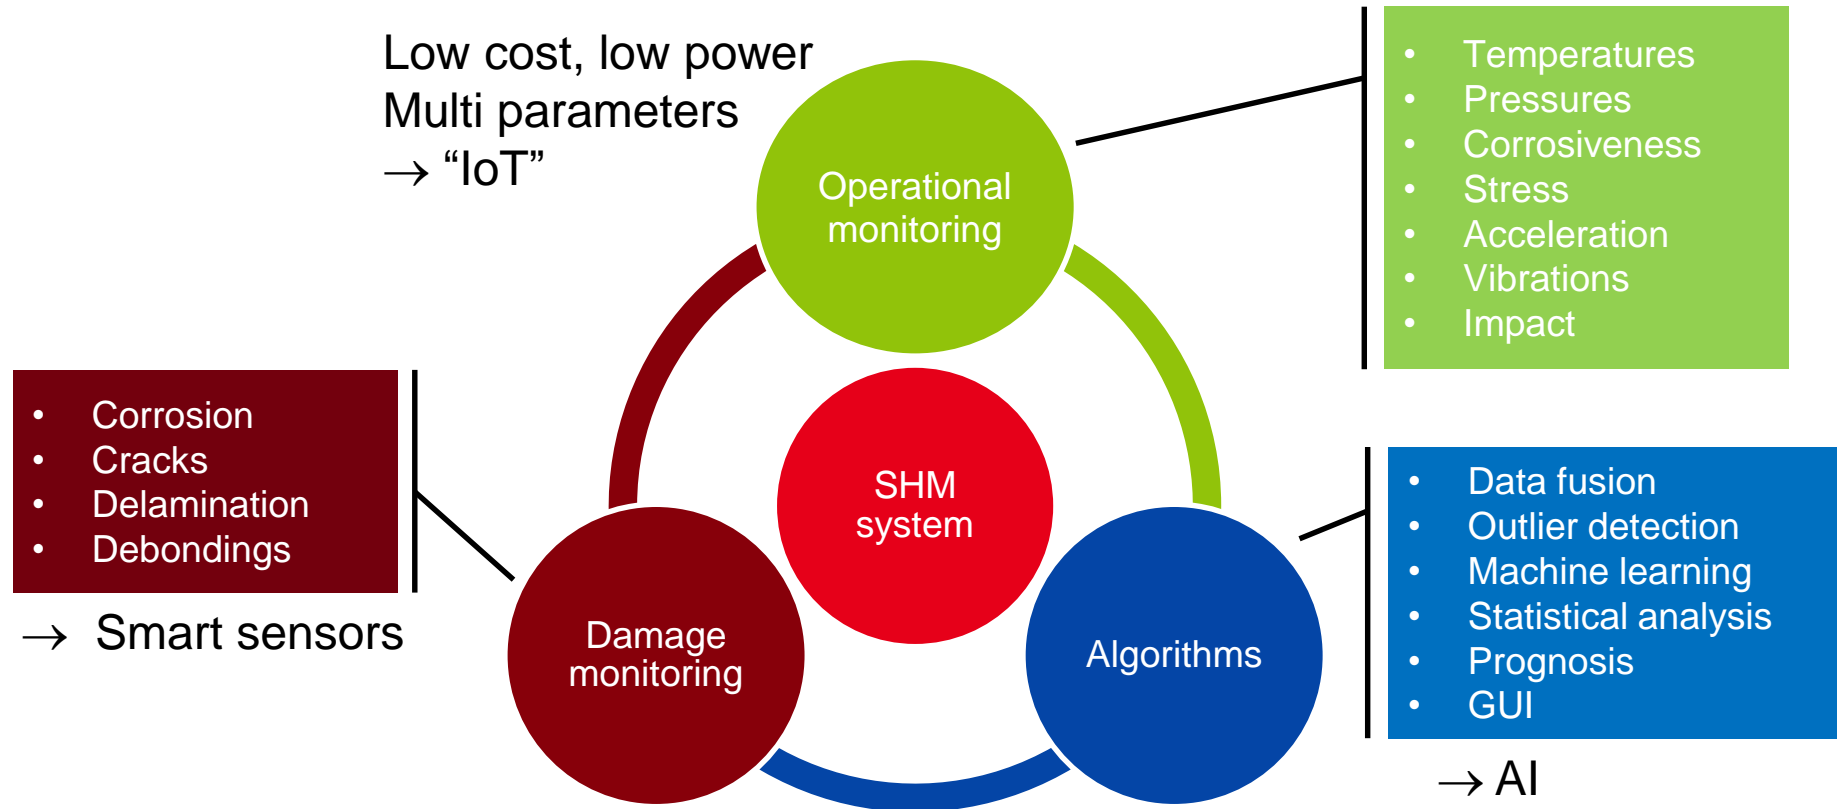 Low cost, low power
Multi parameters
→ “IoT”
Operational
monitoring
• Temperatures
• Pressures
• Corrosiveness
• Stress
• Acceleration
• Vibrations
• Impact
• Corrosion
• Cracks
• Delamination
• Debondings
→ Smart sensors
SHM
system
Damage
monitoring
Algorithms
• Data fusion
• Outlier detection
• Machine learning
• Statistical analysis
• Prognosis
• GUI
→ AI